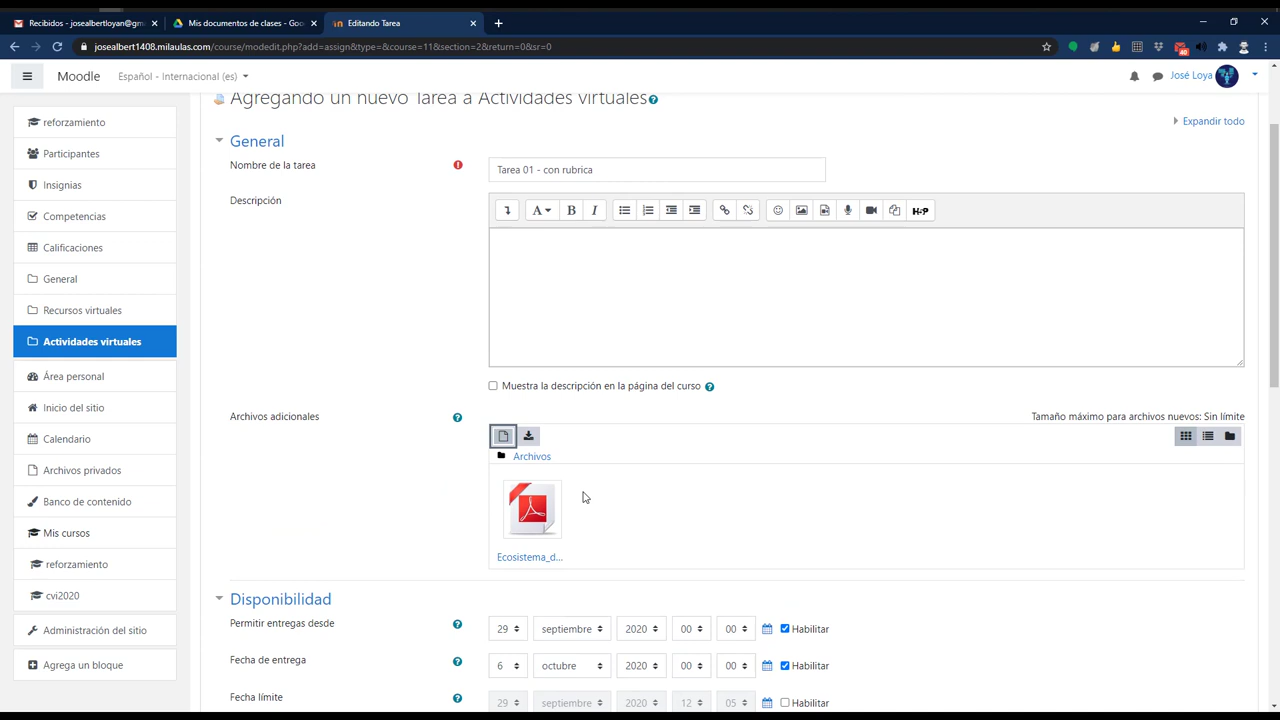 Recibidos - josealbertloyan@gm
Mis documentos de clases - Goo
Editando Tarea
josealbert1408.milaulas.com/course/modedit.php?add=assign&type=&course=11&section=2&return=0&sr=0
40
Moodle
Español - Internacional (es)
José Loya
reforzamiento
Participantes
Insignias
Competencias
Calificaciones
General
Recursos virtuales
Actividades virtuales
Área personal
Inicio del sitio
Calendario
Archivos privados
Banco de contenido
Mis cursos
reforzamiento
cvi2020
Administración del sitio
Agrega un bloque
Agregando un nuevo Tarea a Actividades virtuales
Expandir todo
General
Nombre de la tarea
Tarea 01 - con rubrica
Descripción
A B I H5P
Muestra la descripción en la página del curso
Archivos adicionales
Tamaño máximo para archivos nuevos: Sin límite
Archivos
Ecosistema_d...
Disponibilidad
Permitir entregas desde
29 septiembre 2020 00 00 Habilitar
Fecha de entrega
6 octubre 2020 00 00 Habilitar
Fecha límite
29 septiembre 2020 12 05 Habilitar